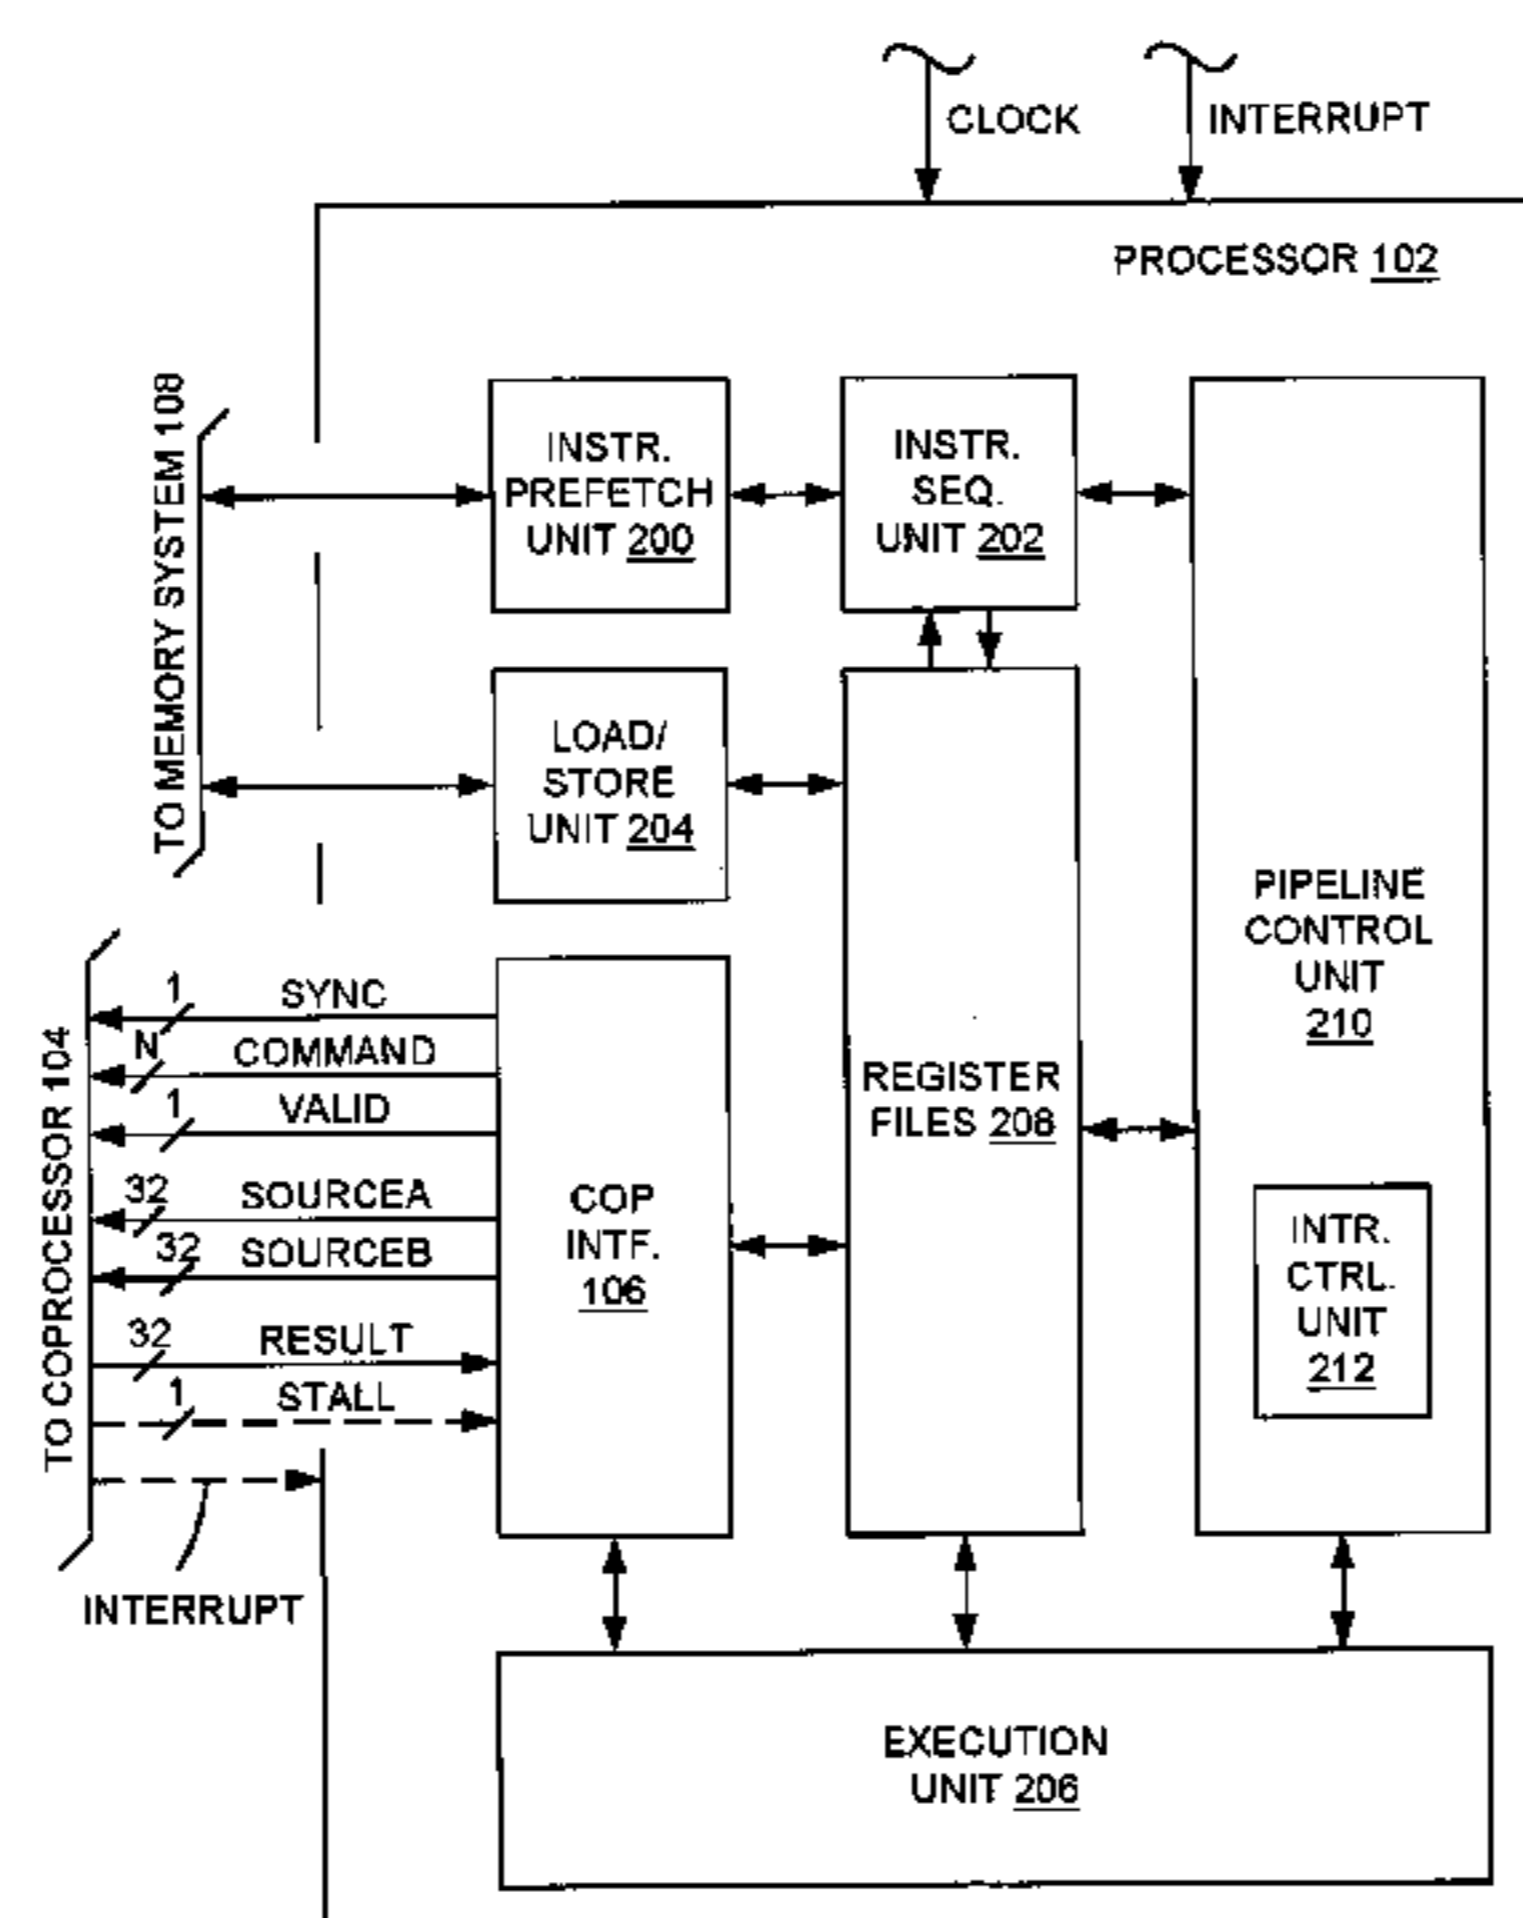 CLOCK
INTERRUPT
PROCESSOR 102
TO MEMORY SYSTEM 108
INSTR.
PREFETCH
UNIT 200
INSTR.
SEQ.
UNIT 202
LOAD/
STORE
UNIT 204
PIPELINE
CONTROL
UNIT
210
TO COPROCESSOR 104
1
SYNC
N
COMMAND
1
VALID
32
SOURCEA
32
SOURCEB
32
RESULT
1
STALL
INTERRUPT
COP
INTF.
106
REGISTER
FILES 208
INTR.
CTRL.
UNIT
212
EXECUTION
UNIT 206